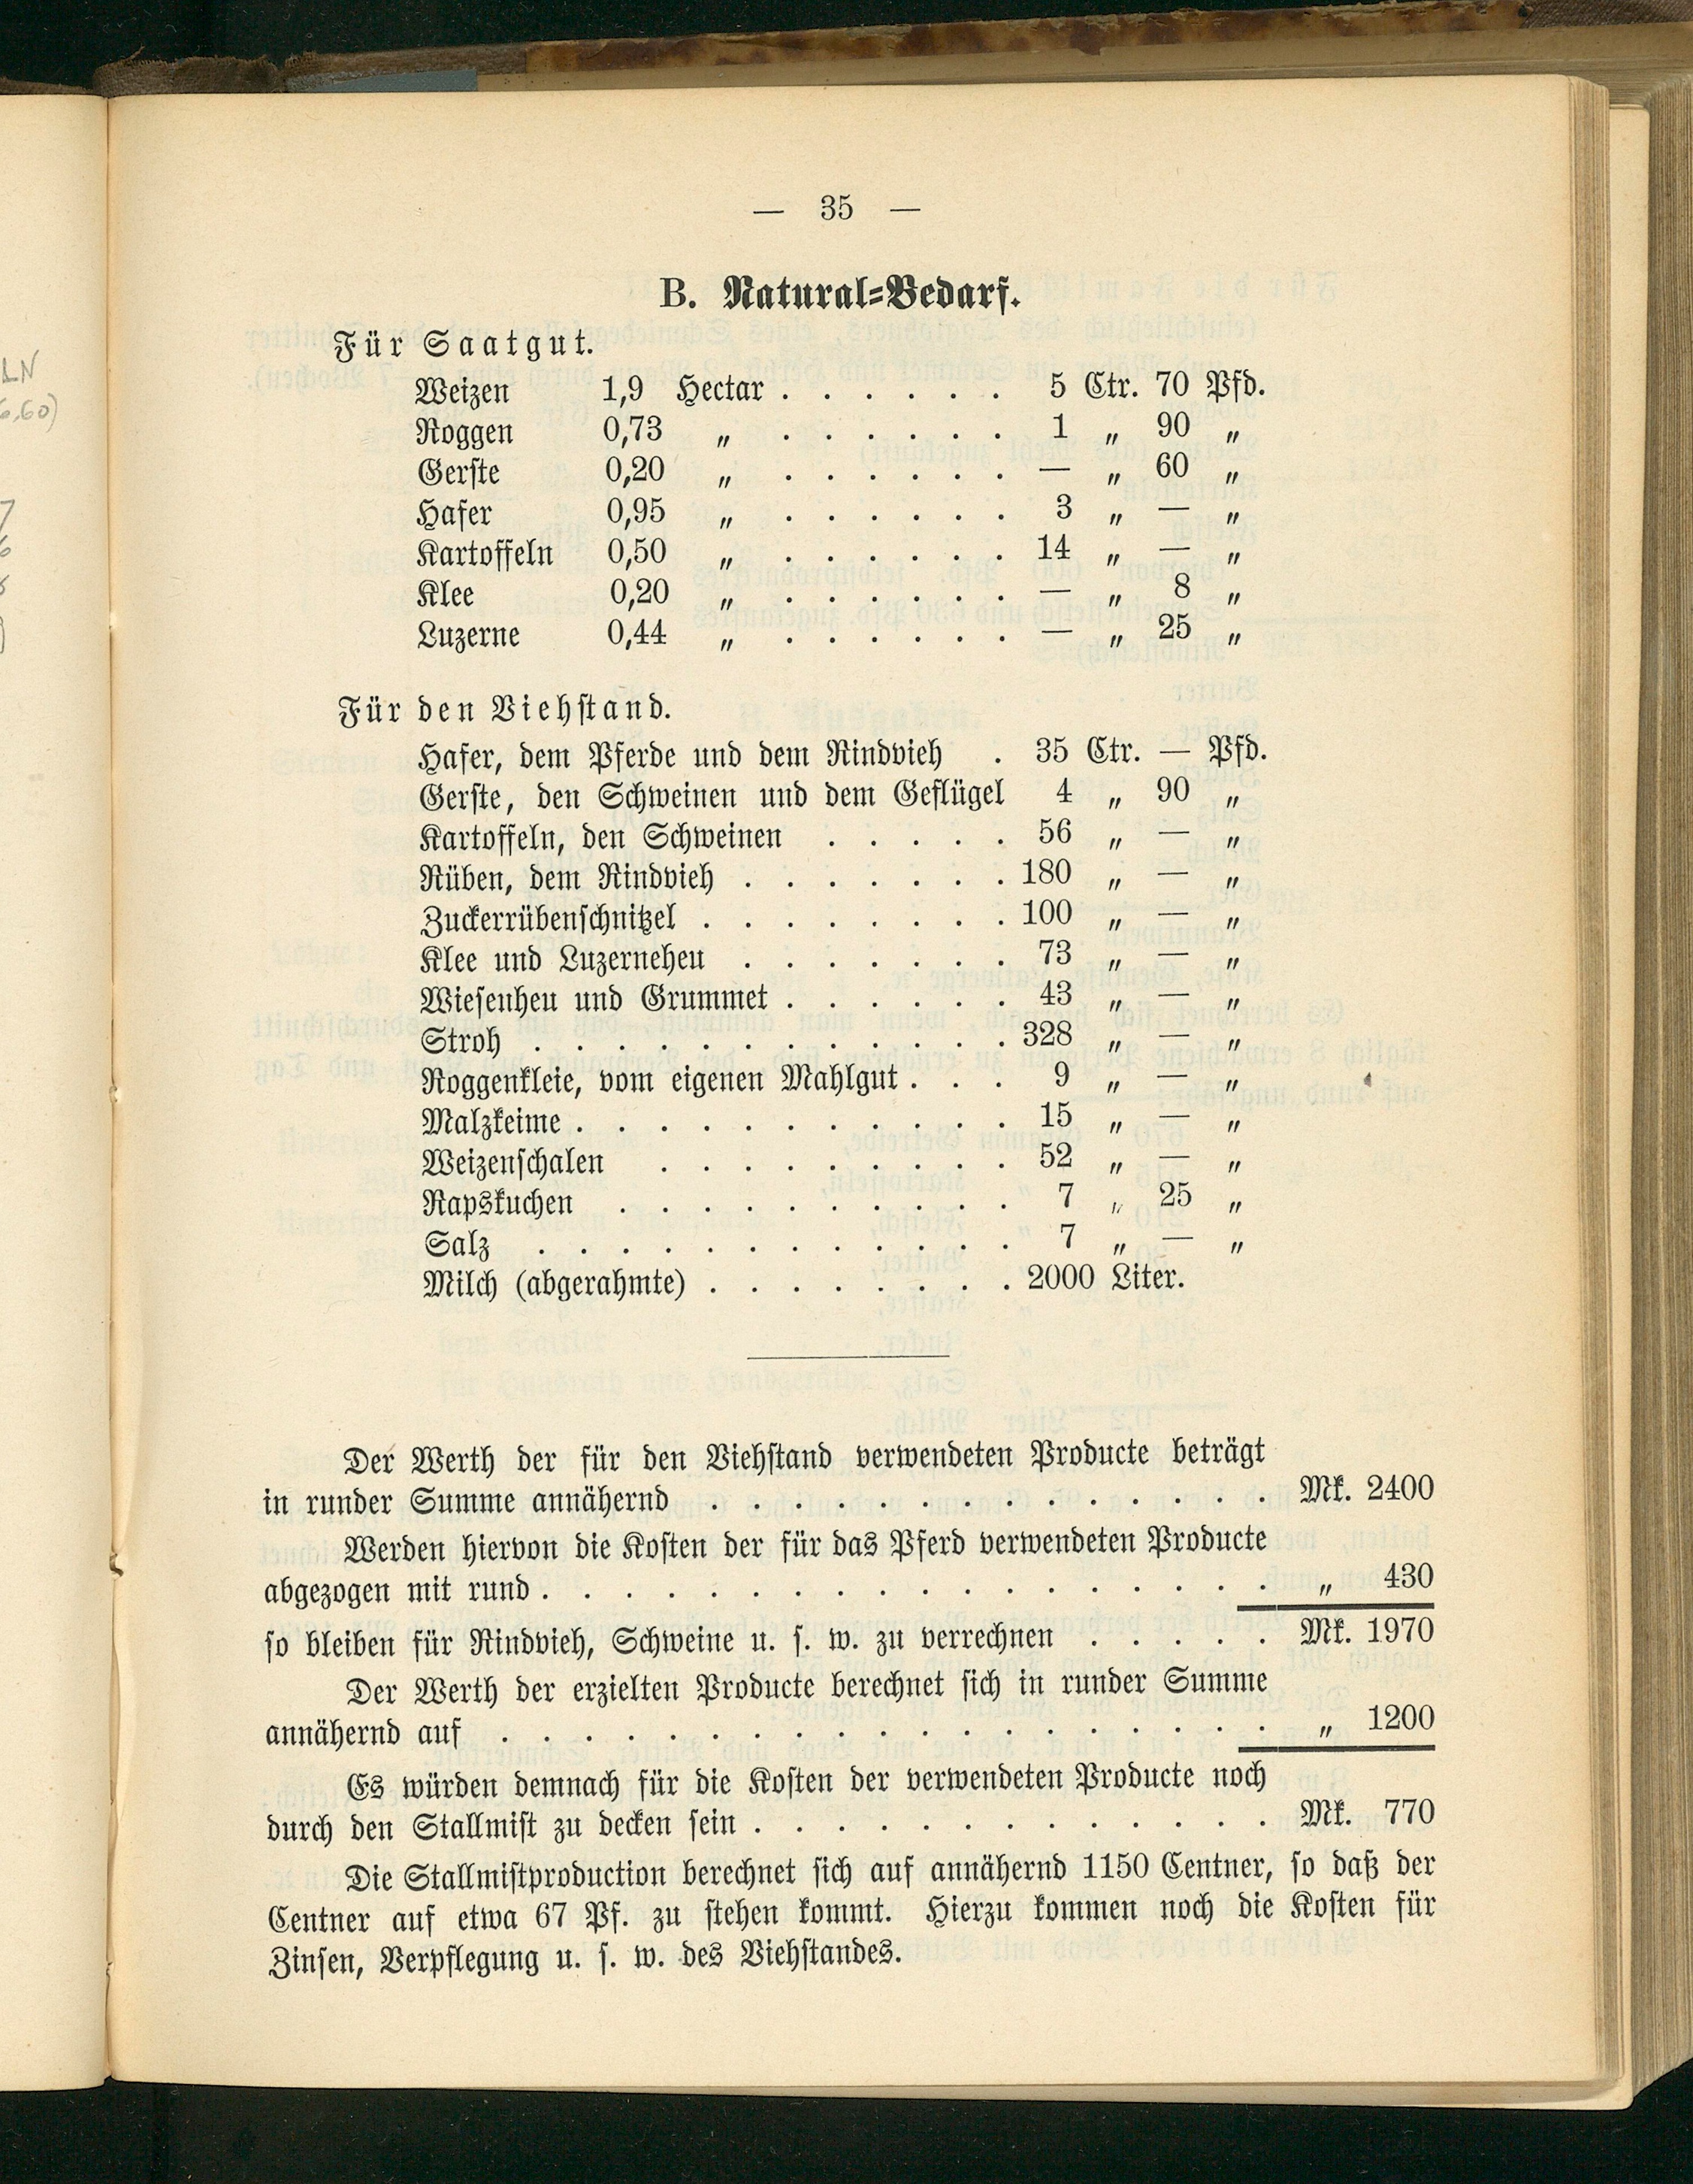 LN
6,60)
— 35 —
B. Natural=Bedarf.
Für Saatgut.
Weizen 1,9 Hectar . . . . . . 5 Ctr. 70 Pfd.
Roggen 0,73 „ . . . . . . 1 „ 90 „
Gerste 0,20 „ . . . . . . — „ 60 „
Hafer 0,95 „ . . . . . . 3 „ — „
Kartoffeln 0,50 „ . . . . . . 14 „ — „
Klee 0,20 „ . . . . . . — „ 8 „
Luzerne 0,44 „ . . . . . . — „ 25 „
Für den Viehstand.
Hafer, dem Pferde und dem Rindvieh . 35 Ctr. — Pfd.
Gerste, den Schweinen und dem Geflügel 4 „ 90 „
Kartoffeln, den Schweinen . . . . . 56 „ — „
Rüben, dem Rindvieh . . . . . . . 180 „ — „
Zuckerrübenschnitzel . . . . . . . . 100 „ — „
Klee und Luzerneheu . . . . . . . 73 „ — „
Wiesenheu und Grummet . . . . . . 43 „ — „
Stroh . . . . . . . . . . . . 328 „ — „
Roggenkleie, vom eigenen Mahlgut . . . 9 „ — „
Malzkeime . . . . . . . . . . . 15 „ — „
Weizenschalen . . . . . . . . . 52 „ — „
Rapskuchen . . . . . . . . . . 7 „ 25 „
Salz . . . . . . . . . . . . 7 „ — „
Milch (abgerahmte) . . . . . . . . 2000 Liter.
Der Werth der für den Viehstand verwendeten Producte beträgt
in runder Summe annähernd . . . . . . . . . . . . . . Mk. 2400
Werden hiervon die Kosten der für das Pferd verwendeten Producte
abgezogen mit rund . . . . . . . . . . . . . . . . . . „ 430
so bleiben für Rindvieh, Schweine u. s. w. zu verrechnen . . . . . Mk. 1970
Der Werth der erzielten Producte berechnet sich in runder Summe
annähernd auf . . . . . . . . . . . . . . . . . . . „ 1200
Es würden demnach für die Kosten der verwendeten Producte noch
durch den Stallmist zu decken sein . . . . . . . . . . . . . Mk. 770
Die Stallmistproduction berechnet sich auf annähernd 1150 Centner, so daß der
Centner auf etwa 67 Pf. zu stehen kommt. Hierzu kommen noch die Kosten für
Zinsen, Verpflegung u. s. w. des Viehstandes.